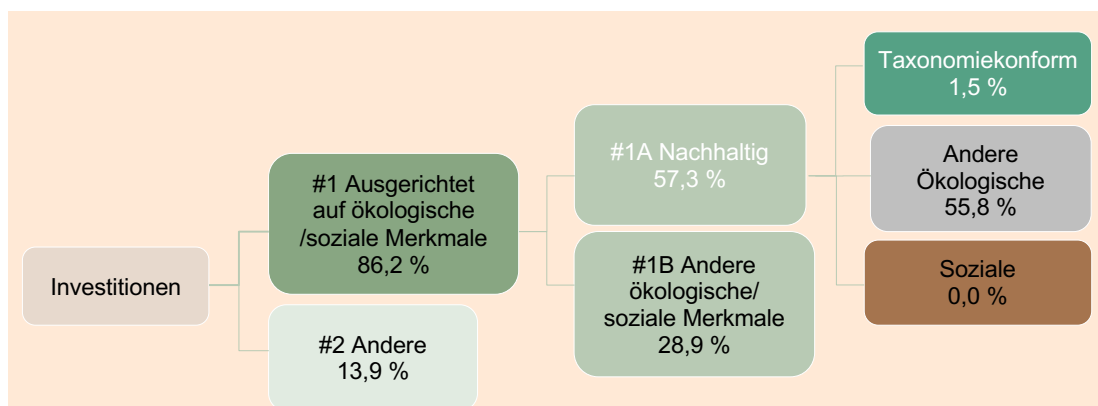 Investitionen
#1 Ausgerichtet
auf ökologische
/soziale Merkmale
86,2 %
#2 Andere
13,9 %
#1A Nachhaltig
57,3 %
#1B Andere
ökologische/
soziale Merkmale
28,9 %
Taxonomiekonform
1,5 %
Andere
Ökologische
55,8 %
Soziale
0,0 %